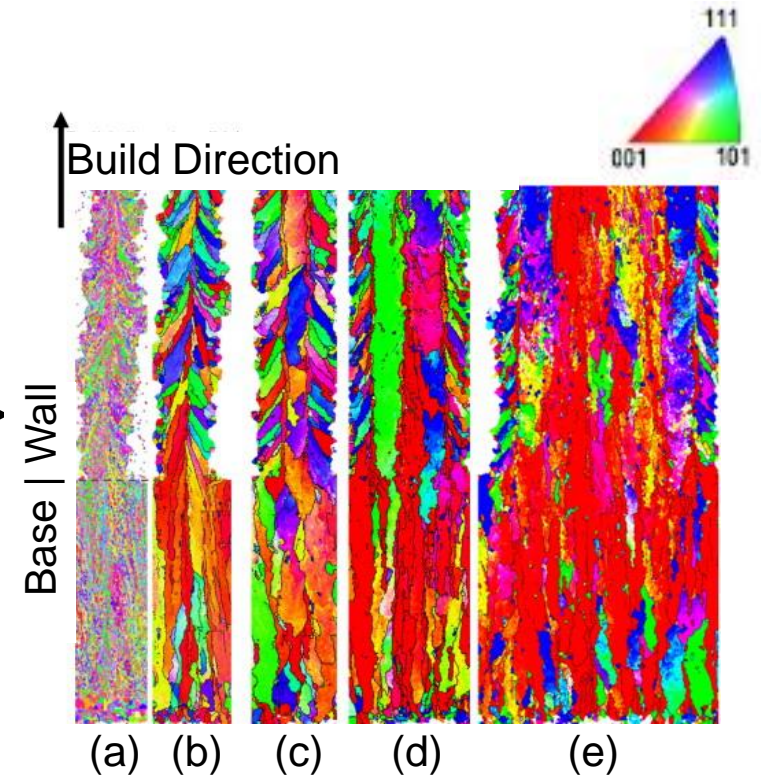 111
001 101
Build Direction
Base | Wall
(a) (b) (c) (d) (e)